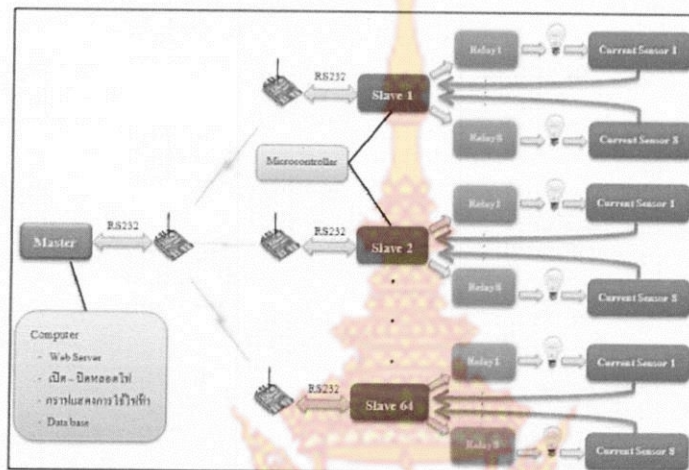 Relay1
Current Sensor 1
RS232
Slave 1
Relay8
Current Sensor 8
Microcontroller
Relay1
Current Sensor 1
RS232
RS232
Master
Slave 2
Relay8
Current Sensor 8
Computer
- Web Server
- เปิด – ปิดหลอดไฟ
- กราฟแสดงการใช้ไฟฟ้า
- Data base
Relay1
Current Sensor 1
RS232
Slave 64
Relay8
Current Sensor 8